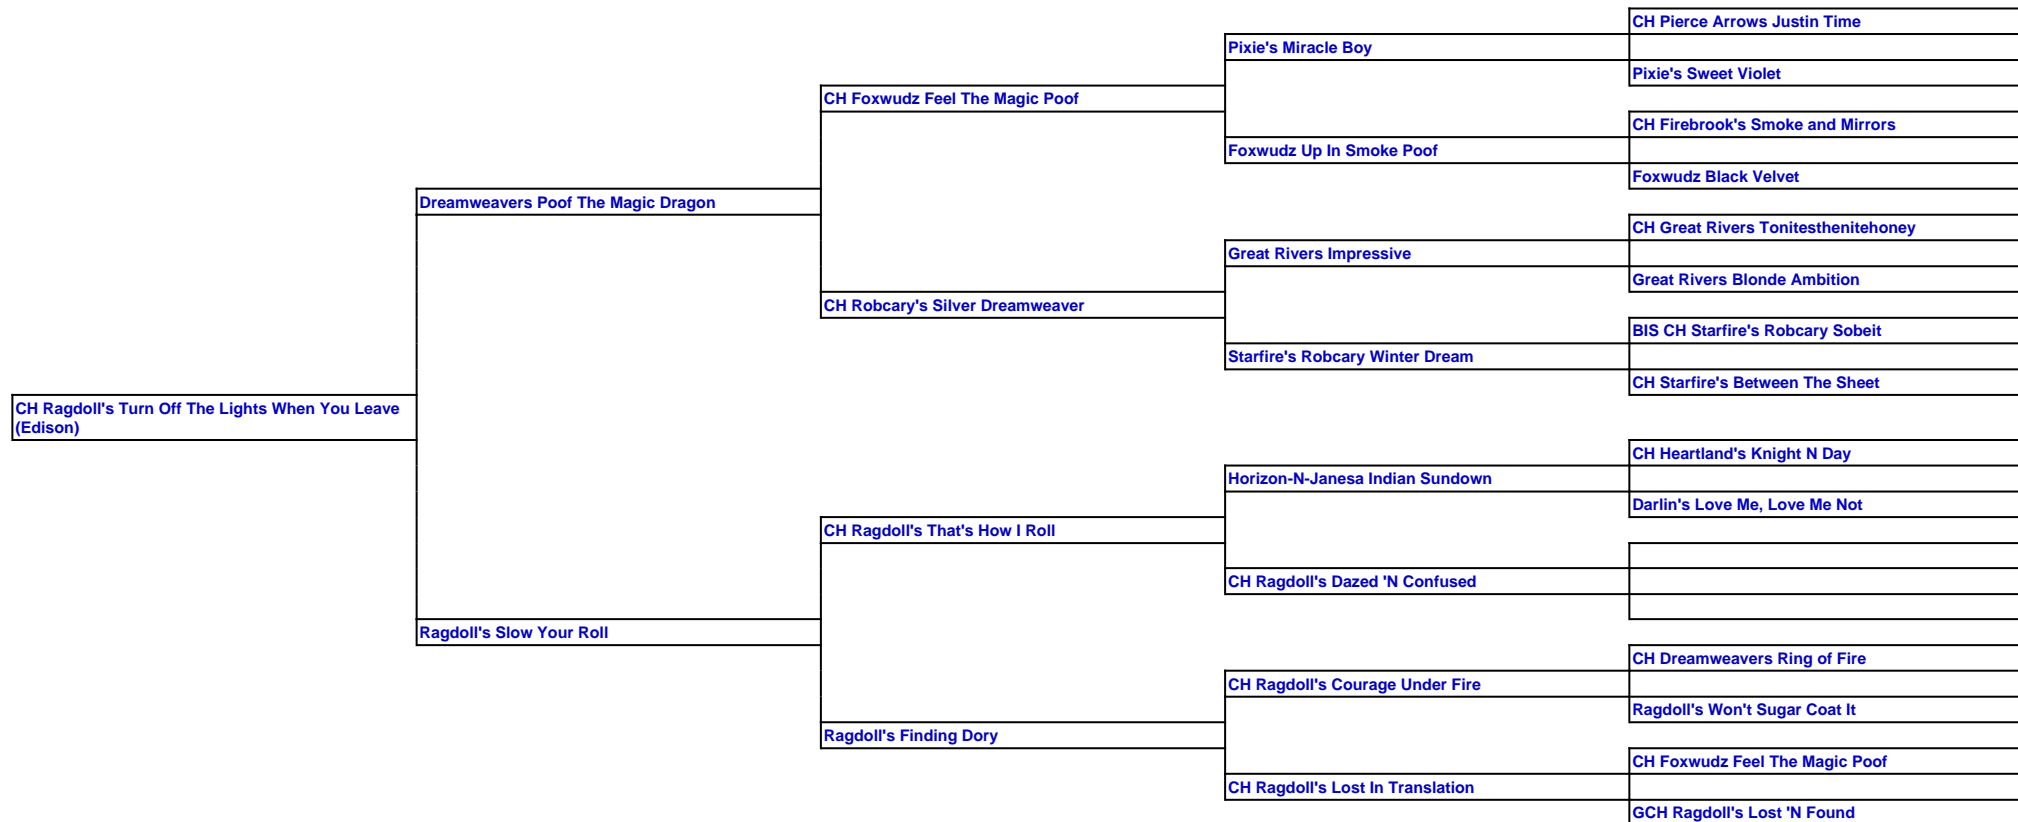 CH Pierce Arrows Justin Time
Pixie's Miracle Boy
Pixie's Sweet Violet
CH Foxwudz Feel The Magic Poof
CH Firebrook's Smoke and Mirrors
Foxwudz Up In Smoke Poof
Foxwudz Black Velvet
Dreamweavers Poof The Magic Dragon
CH Great Rivers Tonitesthenitehoney
Great Rivers Impressive
Great Rivers Blonde Ambition
CH Robcary's Silver Dreamweaver
BIS CH Starfire's Robcary Sobeit
Starfire's Robcary Winter Dream
CH Starfire's Between The Sheet
CH Ragdoll's Turn Off The Lights When You Leave
(Edison)
CH Heartland's Knight N Day
Horizon-N-Janesa Indian Sundown
Darlin's Love Me, Love Me Not
CH Ragdoll's That's How I Roll
CH Ragdoll's Dazed 'N Confused
Ragdoll's Slow Your Roll
CH Dreamweavers Ring of Fire
CH Ragdoll's Courage Under Fire
Ragdoll's Won't Sugar Coat It
Ragdoll's Finding Dory
CH Foxwudz Feel The Magic Poof
CH Ragdoll's Lost In Translation
GCH Ragdoll's Lost 'N Found